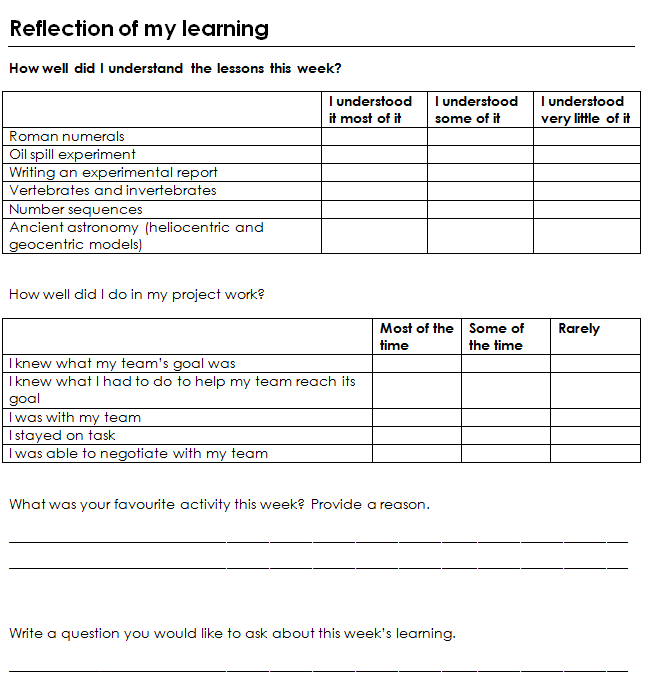 Reflection of my learning
How well did I understand the lessons this week?
I understood it most of it
I understood some of it
I understood very little of it
Roman numerals
Oil spill experiment
Writing an experimental report
Vertebrates and invertebrates
Number sequences
Ancient astronomy (heliocentric and
geocentric models)
How well did I do in my project work?
Most of the time
Some of the time
Rarely
I knew what my team's goal was
I knew what I had to do to help my team reach its
goal
I was with my team
I stayed on task
I was able to negotiate with my team
What was your favourite activity this week? Provide a reason.
Write a question you would like to ask about this week's learning.